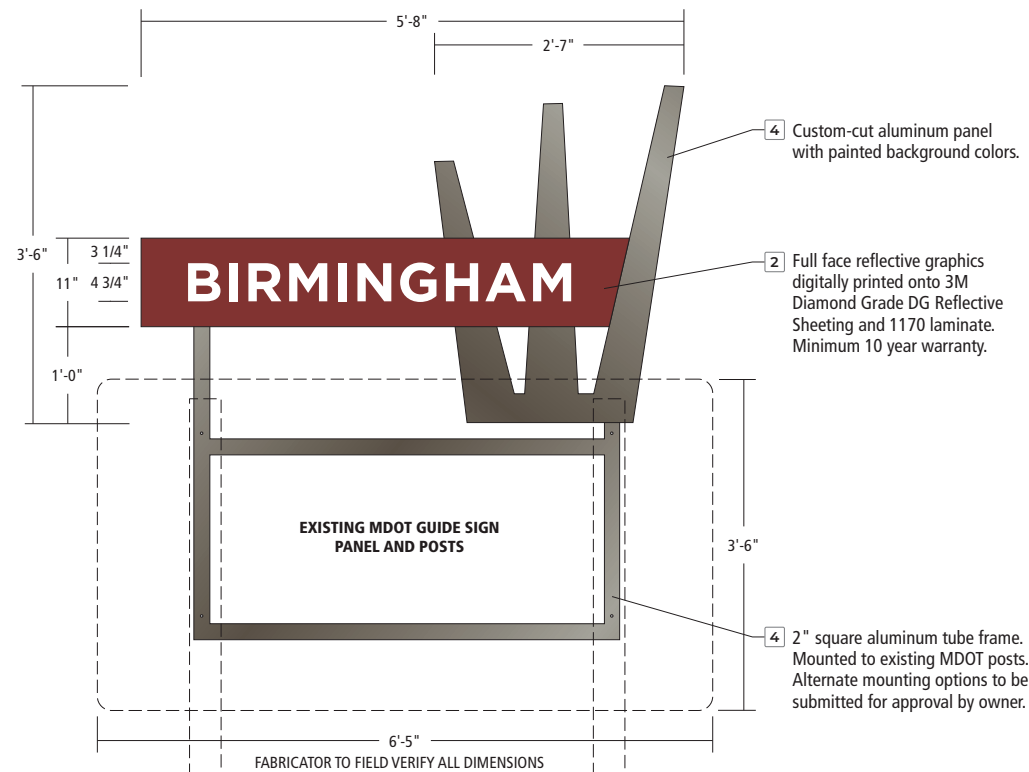 5'-8"
2'-7"
4 Custom-cut aluminum panel
with painted background colors.
3'-6"
3 1/4"
11"
4 3/4"
BIRMINGHAM
2 Full face reflective graphics
digitally printed onto 3M
Diamond Grade DG Reflective
Sheeting and 1170 laminate.
Minimum 10 year warranty.
1'-0"
EXISTING MDOT GUIDE SIGN
PANEL AND POSTS
3'-6"
4 2" square aluminum tube frame.
Mounted to existing MDOT posts.
Alternate mounting options to be
submitted for approval by owner.
6'-5"
FABRICATOR TO FIELD VERIFY ALL DIMENSIONS